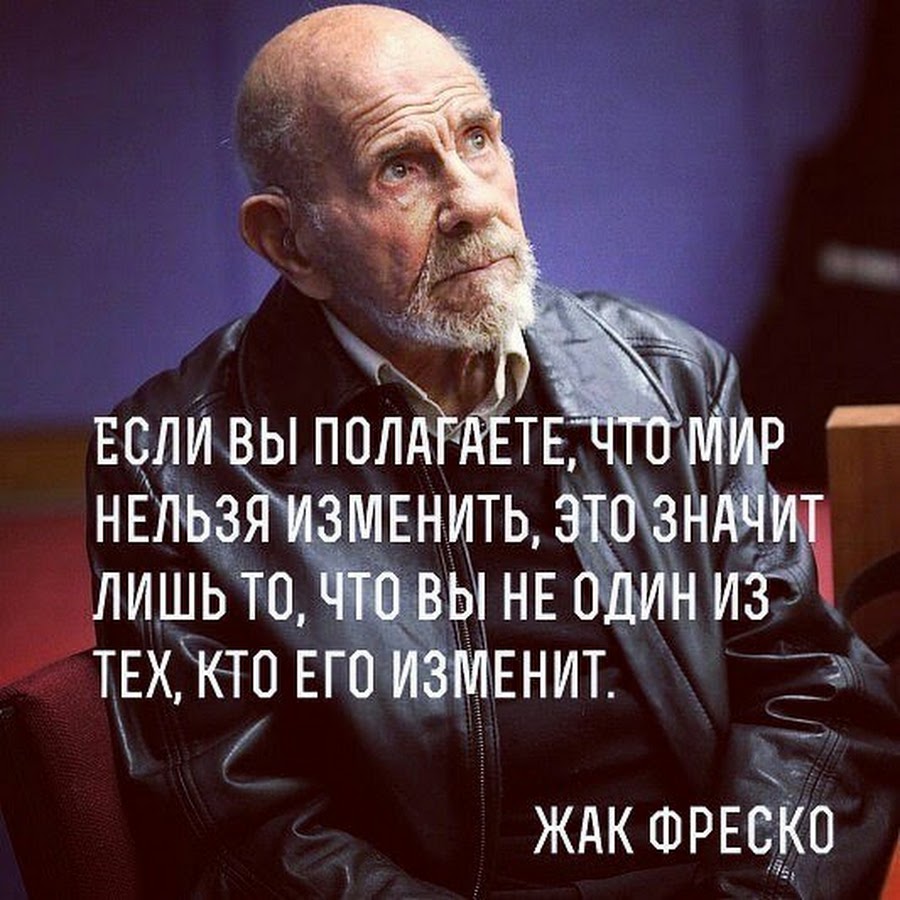 ЕСЛИ ВЫ ПОЛАГАЕТЕ, ЧТО МИР
НЕЛЬЗЯ ИЗМЕНИТЬ, ЭТО ЗНАЧИТ
ЛИШЬ ТО, ЧТО ВЫ НЕ ОДИН ИЗ
ТЕХ, КТО ЕГО ИЗМЕНИТ.
ЖАК ФРЕСКО